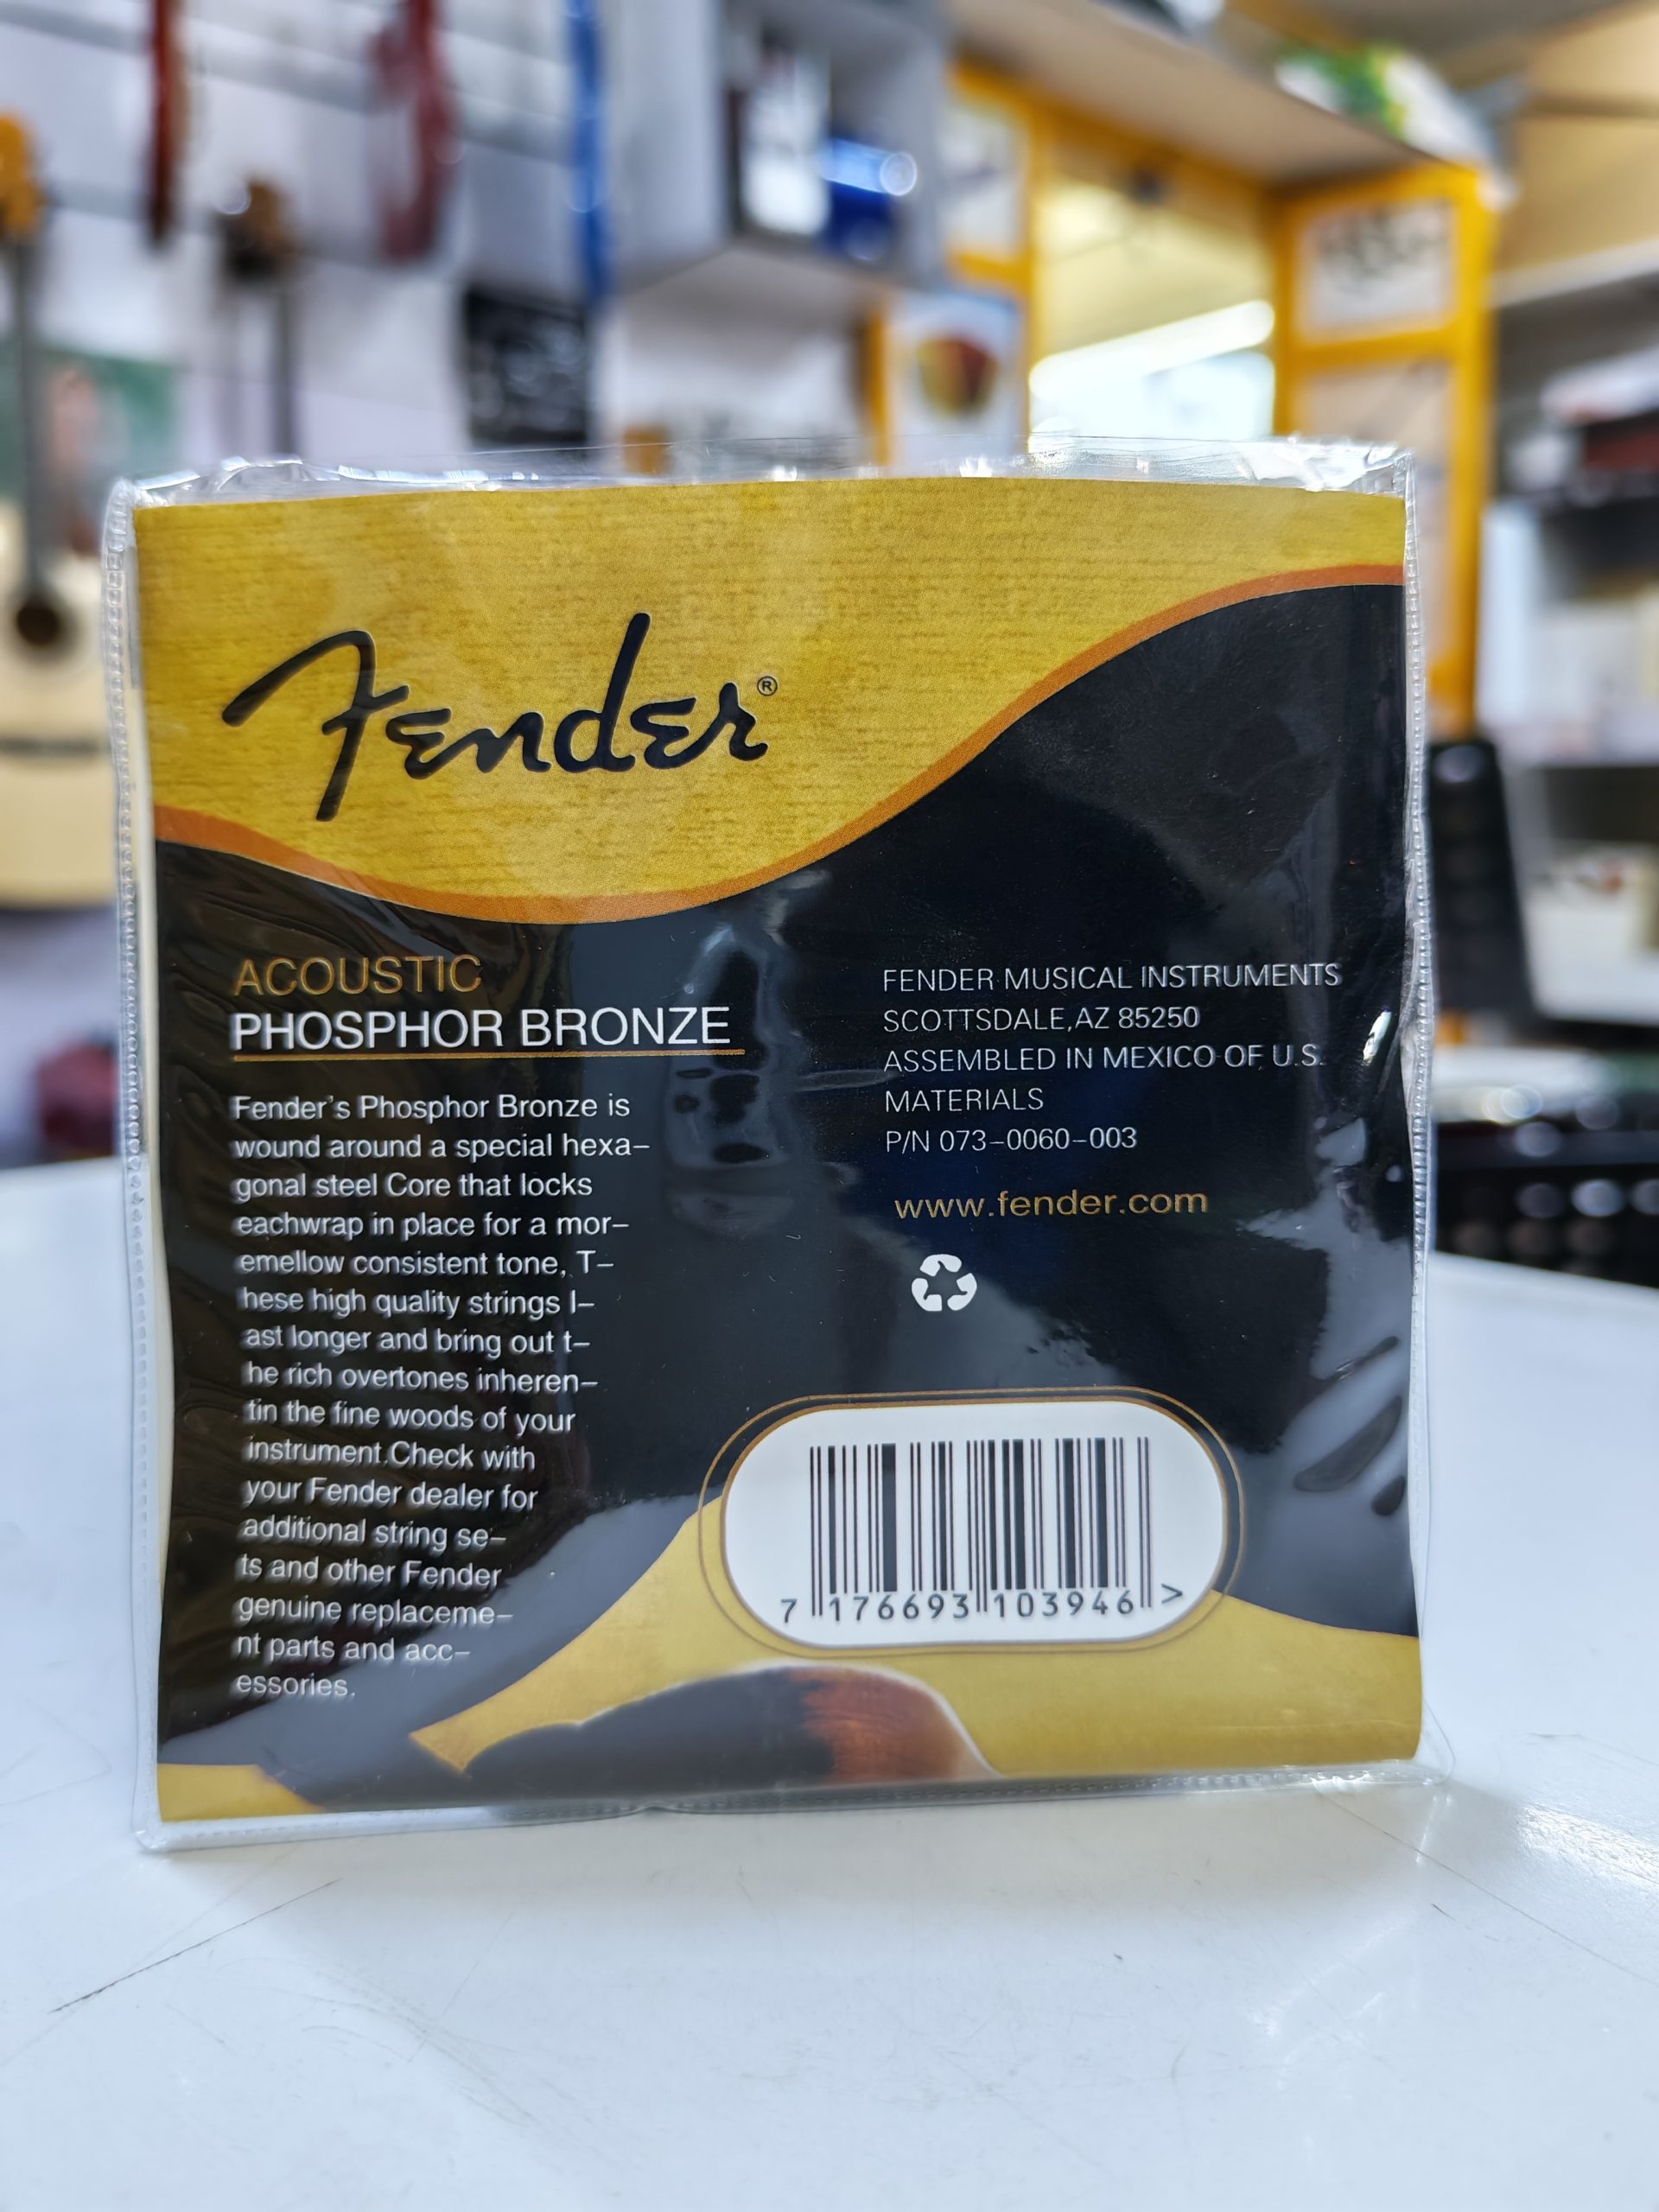 Fender®
ACOUSTIC
PHOSPHOR BRONZE
Fender's Phosphor Bronze is
wound around a special hexa-
gonal steel Core that locks
eachwrap in place for a mor-
emellow consistent tone, T-
hese high quality strings l-
ast longer and bring out t-
he rich overtones inheren-
tin the fine woods of your
instrument.Check with
your Fender dealer for
additional string se-
ts and other Fender
genuine replaceme-
nt parts and acc-
essories.
FENDER MUSICAL INSTRUMENTS
SCOTTSDALE,AZ 85250
ASSEMBLED IN MEXICO OF U.S.
MATERIALS
P/N 073-0060-003
www.fender.com
7 176693 103946 >